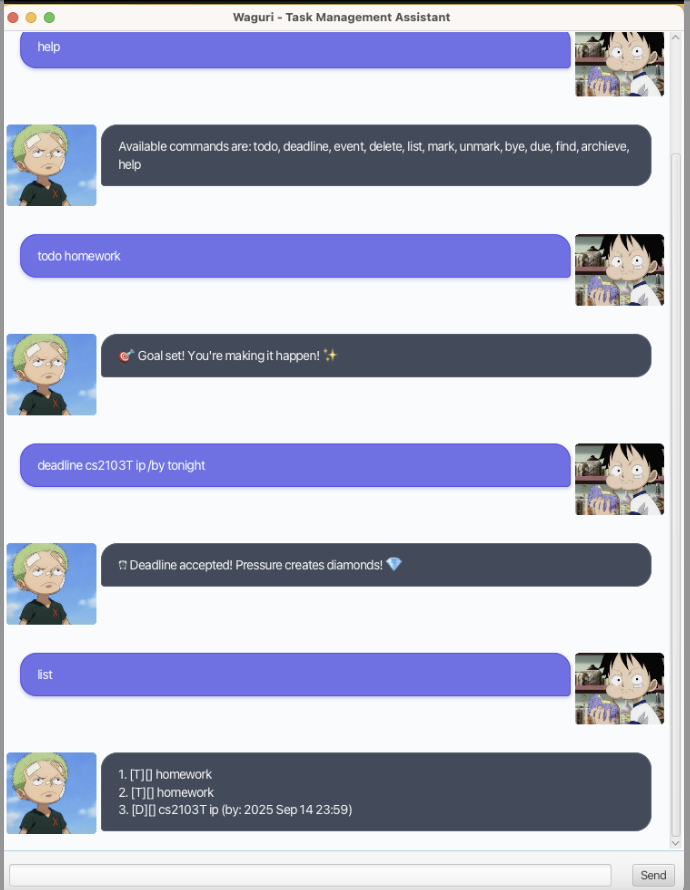 Waguri - Task Management Assistant
help
Available commands are: todo, deadline, event, delete, list, mark, unmark, bye, due, find, archieve,
help
todo homework
🎯 Goal set! You're making it happen! ✨
deadline cs2103T ip /by tonight
⏰ Deadline accepted! Pressure creates diamonds! 💎
list
1. [T][] homework
2. [T][] homework
3. [D][] cs2103T ip (by: 2025 Sep 14 23:59)
Send